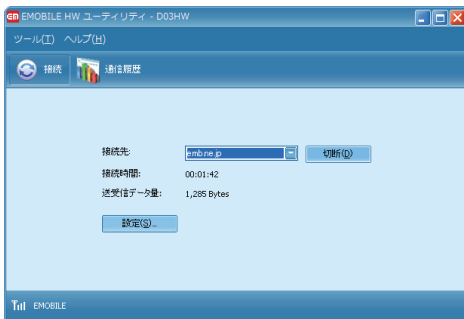 EM EMOBILE HW ユーティリティ - D03HW
ツール(T) ヘルプ(H)
接続 通信履歴
接続先: emb.ne.jp 切断(D)
接続時間: 00:01:42
送受信データ量: 1,285 Bytes
設定(S)...
EMOBILE